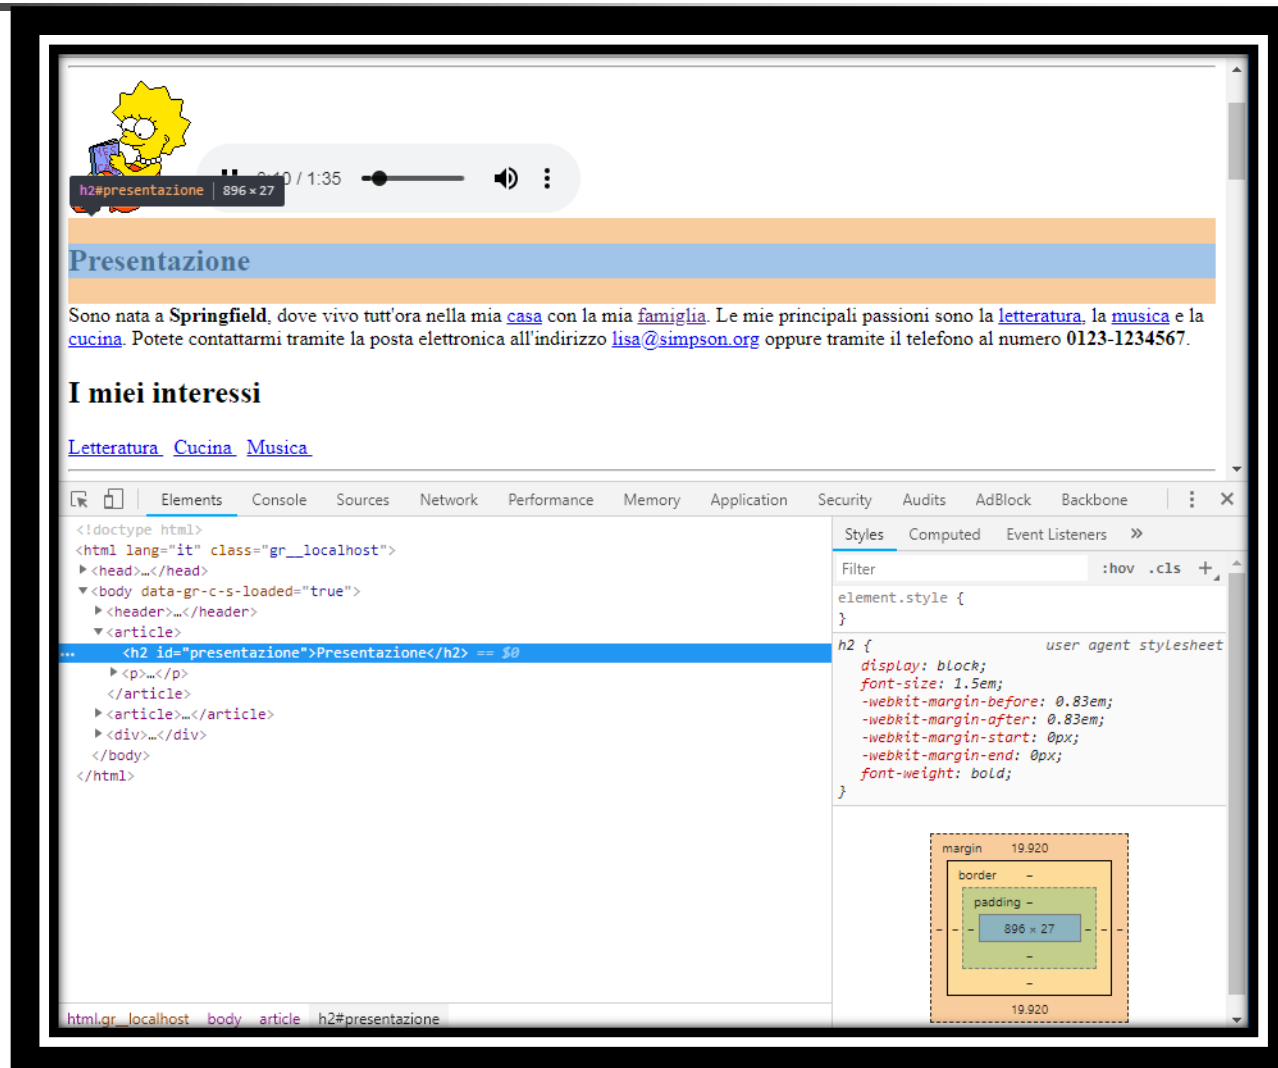 YES
h2#presentazione | 896 × 27
/ 1:35
Presentazione
Sono nata a Springfield, dove vivo tutt'ora nella mia casa con la mia famiglia. Le mie principali passioni sono la letteratura, la musica e la
cucina. Potete contattarmi tramite la posta elettronica all'indirizzo lisa@simpson.org oppure tramite il telefono al numero 0123-1234567.
I miei interessi
Letteratura Cucina Musica
Elements Console Sources Network Performance Memory Application Security Audits AdBlock Backbone
<!doctype html>
<html lang="it" class="gr__localhost">
<head>…</head>
<body data-gr-c-s-loaded="true">
<header>…</header>
<article>
<h2 id="presentazione">Presentazione</h2> == $0
<p>…</p>
</article>
<article>…</article>
<div>…</div>
</body>
</html>
html.gr__localhost body article h2#presentazione
Styles Computed Event Listeners »
Filter :hov .cls +
element.style {
}
h2 { user agent stylesheet
display: block;
font-size: 1.5em;
-webkit-margin-before: 0.83em;
-webkit-margin-after: 0.83em;
-webkit-margin-start: 0px;
-webkit-margin-end: 0px;
font-weight: bold;
}
margin 19.920
border –
padding –
– – – 896 × 27 – – –
–
–
19.920